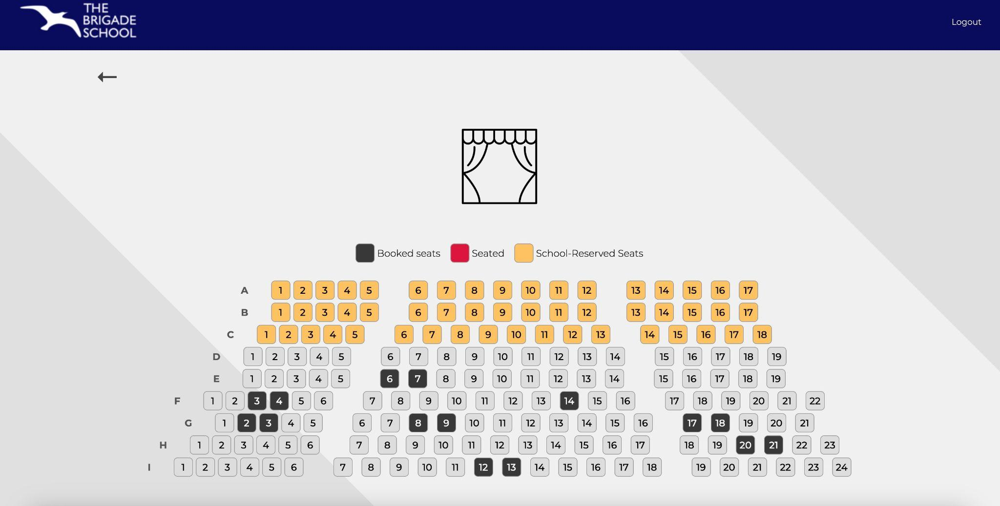 THE
BRIGADE
SCHOOL
Logout
Booked seats Seated School-Reserved Seats
A 1 2 3 4 5 6 7 8 9 10 11 12 13 14 15 16 17
B 1 2 3 4 5 6 7 8 9 10 11 12 13 14 15 16 17
C 1 2 3 4 5 6 7 8 9 10 11 12 13 14 15 16 17 18
D 1 2 3 4 5 6 7 8 9 10 11 12 13 14 15 16 17 18 19
E 1 2 3 4 5 6 7 8 9 10 11 12 13 14 15 16 17 18 19
F 1 2 3 4 5 6 7 8 9 10 11 12 13 14 15 16 17 18 19 20 21 22
G 1 2 3 4 5 6 7 8 9 10 11 12 13 14 15 16 17 18 19 20 21
H 1 2 3 4 5 6 7 8 9 10 11 12 13 14 15 16 17 18 19 20 21 22 23
I 1 2 3 4 5 6 7 8 9 10 11 12 13 14 15 16 17 18 19 20 21 22 23 24